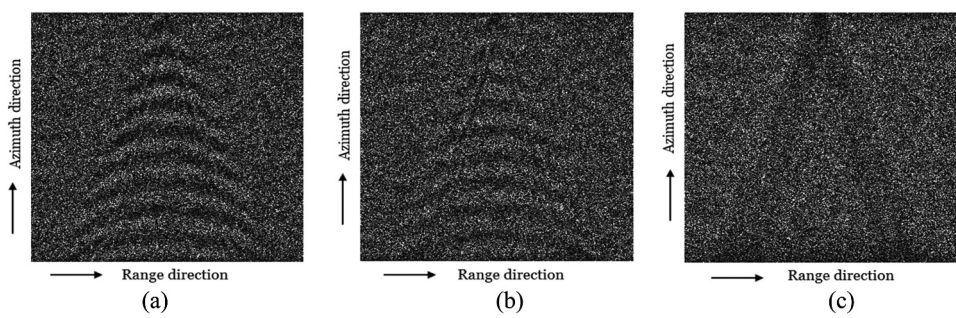 Azimuth direction
Range direction
(a)
Azimuth direction
Range direction
(b)
Azimuth direction
Range direction
(c)